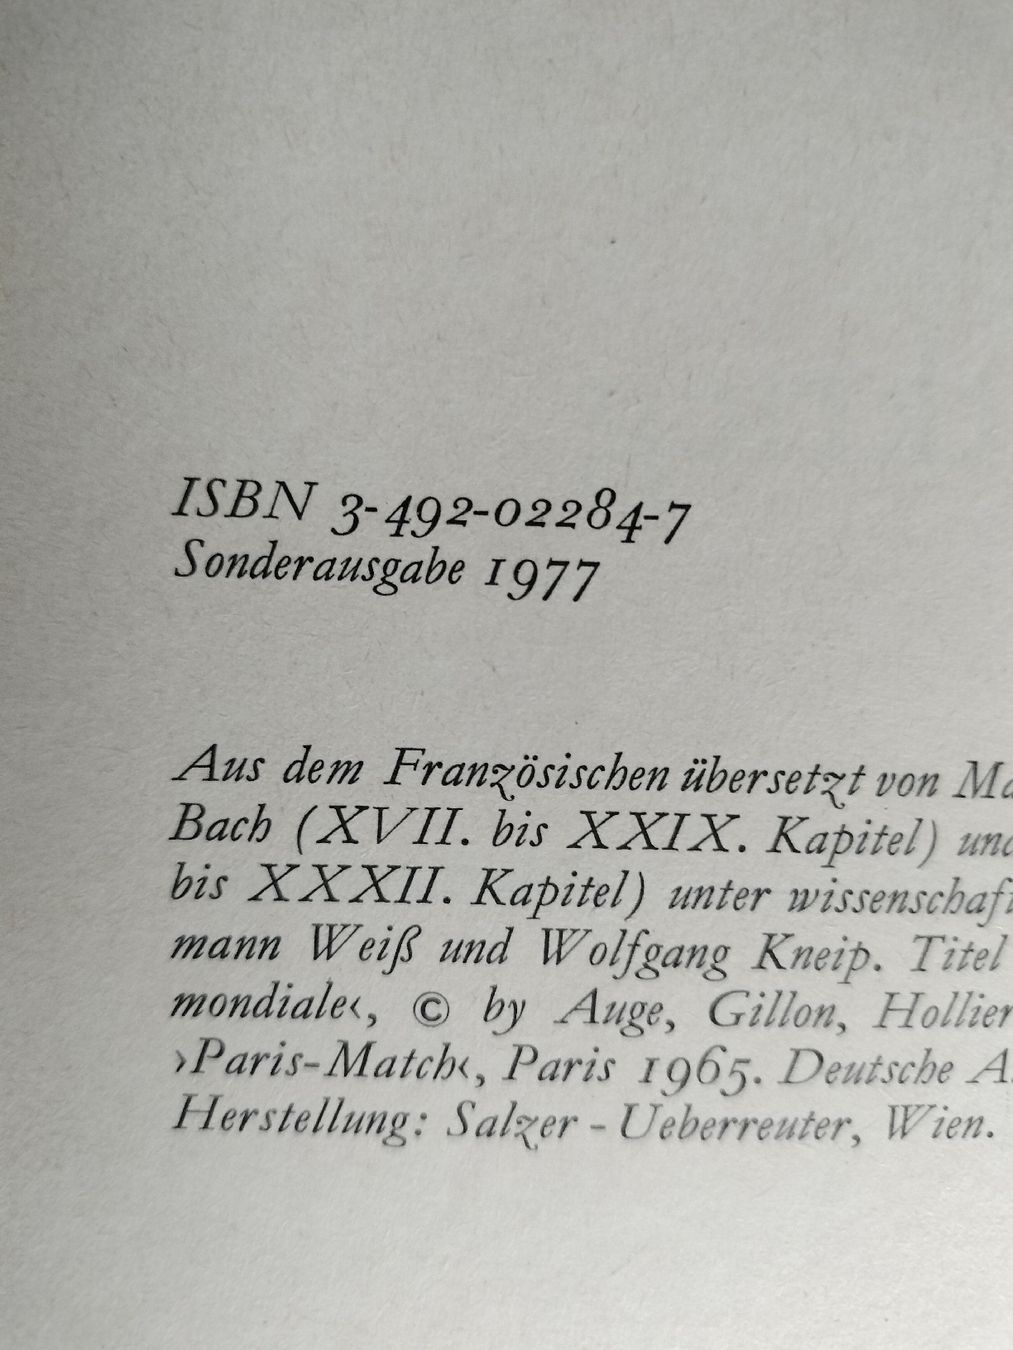 ISBN 3-492-02284-7
Sonderausgabe 1977
Aus dem Französischen übersetzt von
Bach (XVII. bis XXIX. Kapitel)
bis XXXII. Kapitel) unter
mann Weiß und Wolfgang Kneip. Titel
mondiale‹, © by Auge, Gillon,
›Paris-Match‹, Paris 1965. Deutsche
Herstellung: Salzer - Ueberreuter, Wien.